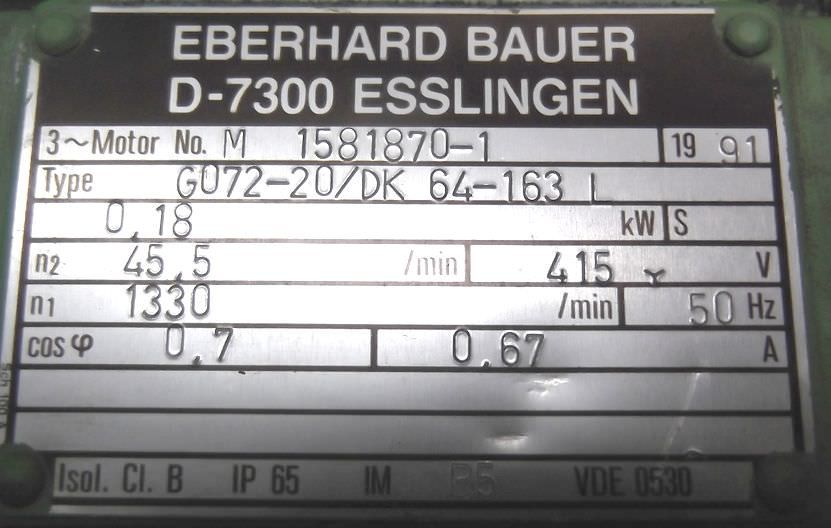 EBERHARD BAUER
D-7300 ESSLINGEN
3~Motor No. M 1581870-1 19 91
Type G072-20/DK 64-163 L
0,18 kW S
n2 45,5 /min 415 Y V
n1 1330 /min 50 Hz
cos φ 0,7 0,67 A
Isol. Cl. B IP 65 IM B5 VDE 0530